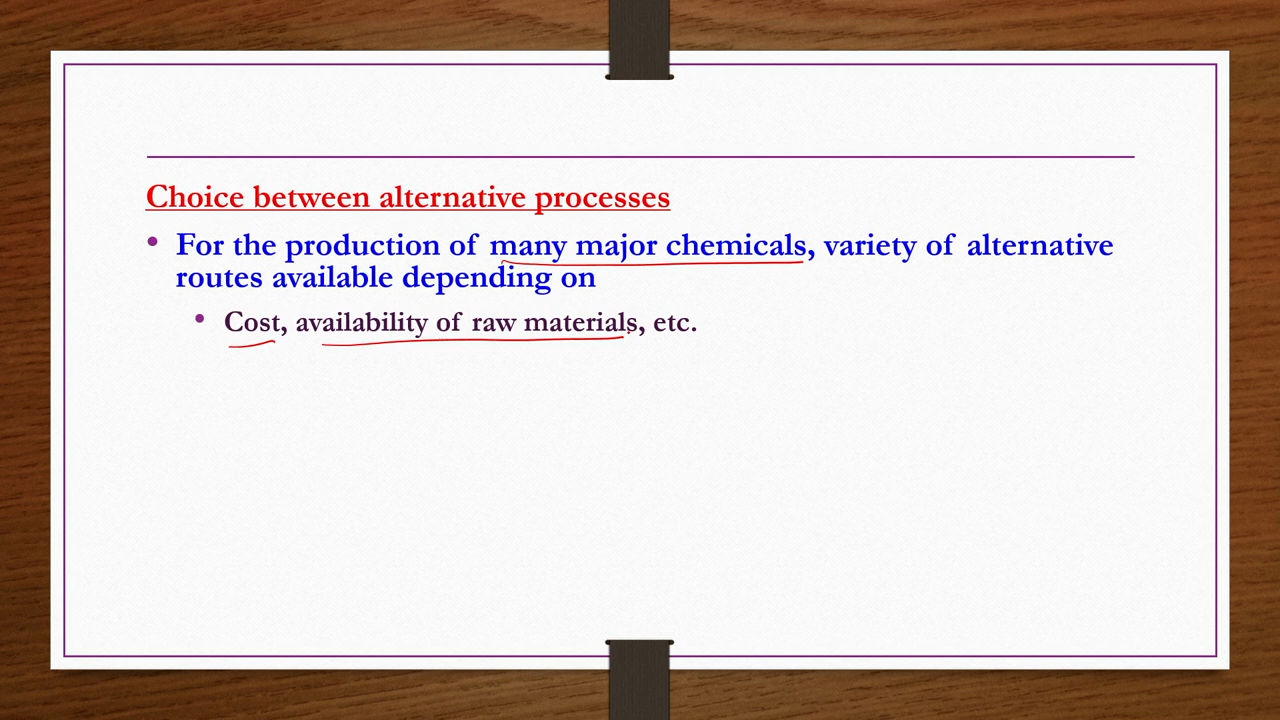 Choice between alternative processes
• For the production of many major chemicals, variety of alternative
routes available depending on
• Cost, availability of raw materials, etc.